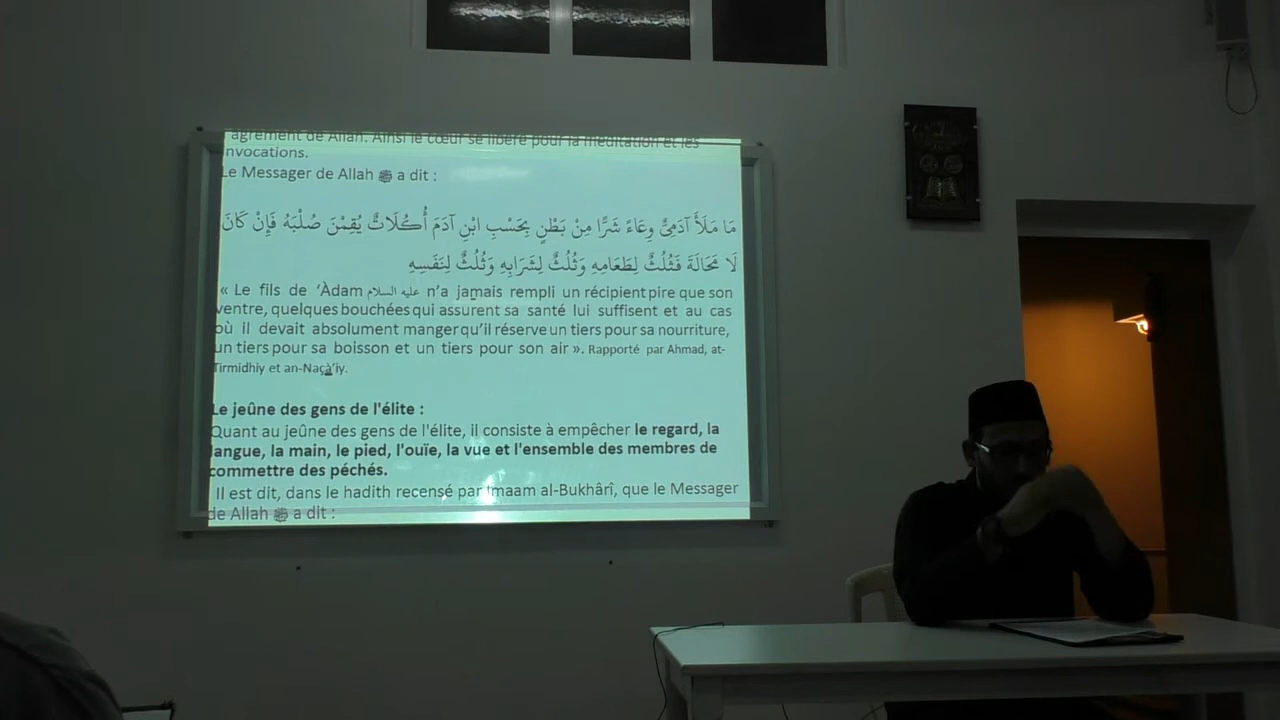 agrément de Allah. Ainsi le cœur se libère pour la méditation et les
invocations.
Le Messager de Allah ﷺ a dit :
مَا مَلَأَ آدَمِيٌّ وِعَاءً شَرًّا مِنْ بَطْنٍ بِحَسْبِ ابْنِ آدَمَ أُكُلَاتٌ يُقِمْنَ صُلْبَهُ فَإِنْ كَانَ
لَا مَحَالَةَ فَثُلُثٌ لِطَعَامِهِ وَثُلُثٌ لِشَرَابِهِ وَثُلُثٌ لِنَفَسِهِ
« Le fils de ‘Àdam عليه السلام n’a jamais rempli un récipient pire que son
ventre, quelques bouchées qui assurent sa santé lui suffisent et au cas
où il devait absolument manger qu’il réserve un tiers pour sa nourriture,
un tiers pour sa boisson et un tiers pour son air ». Rapporté par Ahmad, at-
Tirmidhiy et an-Naçà’iy.
Le jeûne des gens de l'élite :
Quant au jeûne des gens de l'élite, il consiste à empêcher le regard, la
langue, la main, le pied, l'ouïe, la vue et l'ensemble des membres de
commettre des péchés.
Il est dit, dans le hadith recensé par Imaam al-Bukhârî, que le Messager
de Allah ﷺ a dit :